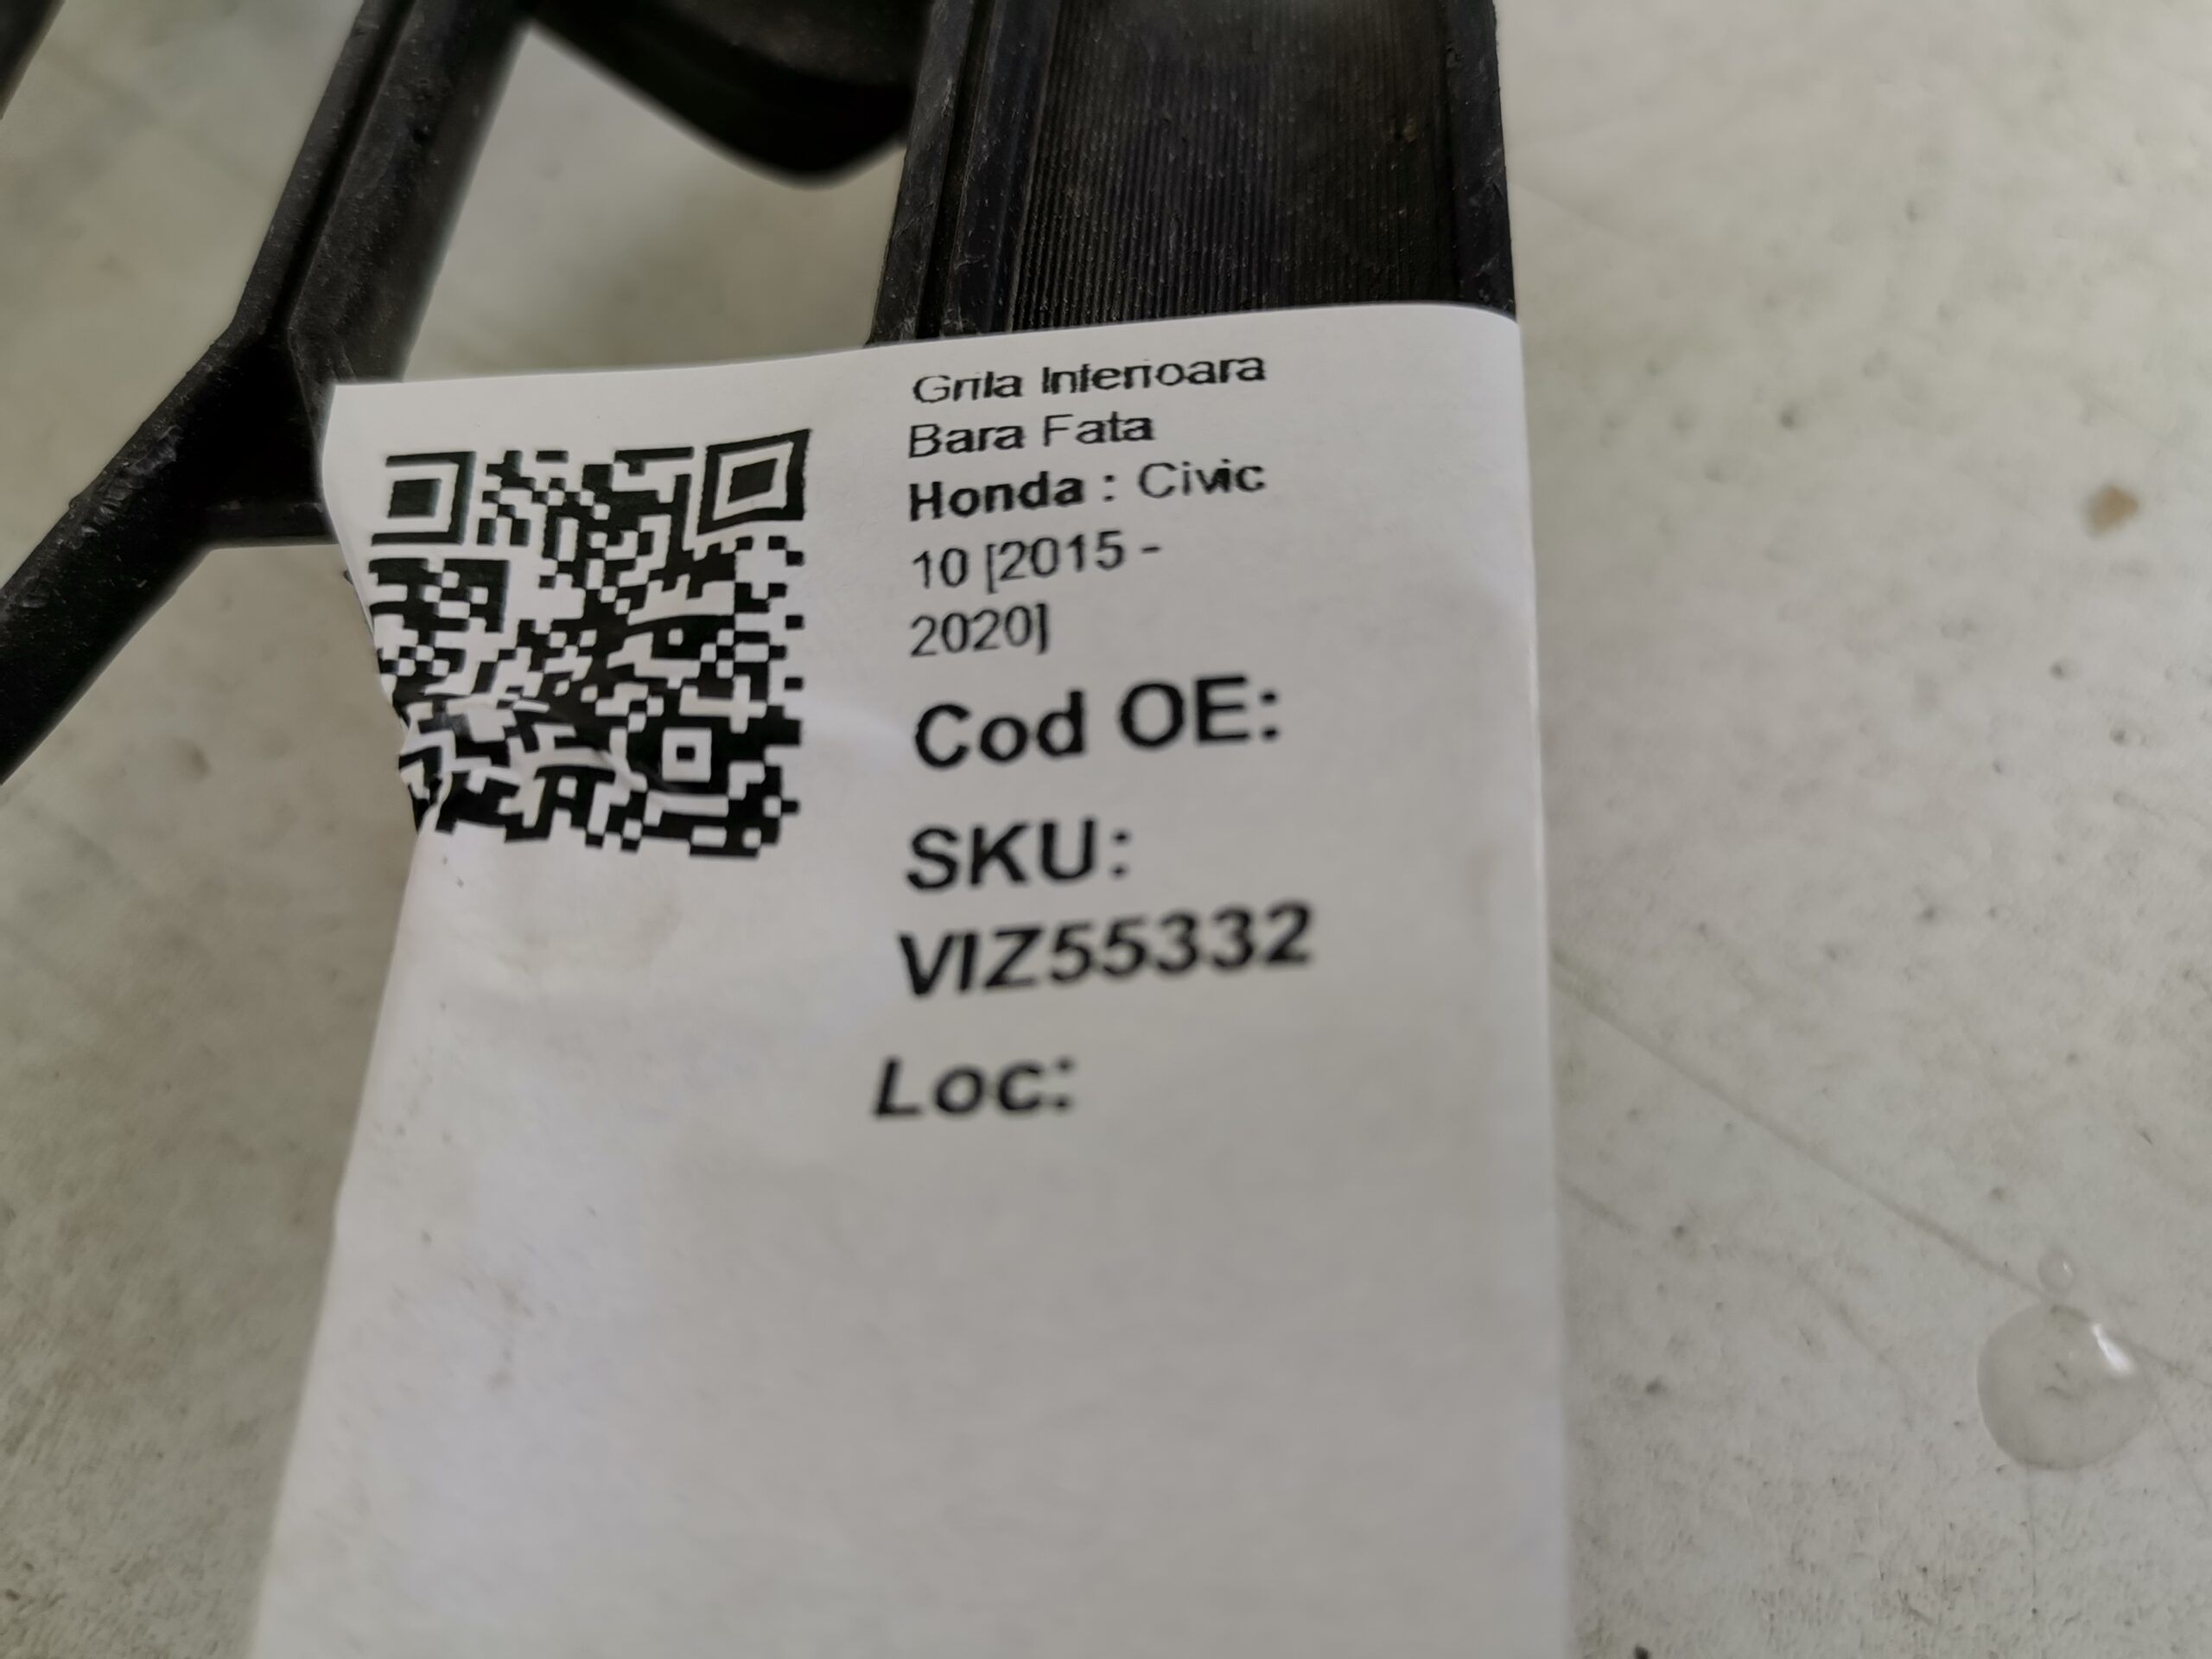 Grila Inferioara
Bara Fata
Honda : Civic
10 [2015 -
2020]
Cod OE:
SKU:
VIZ55332
Loc: